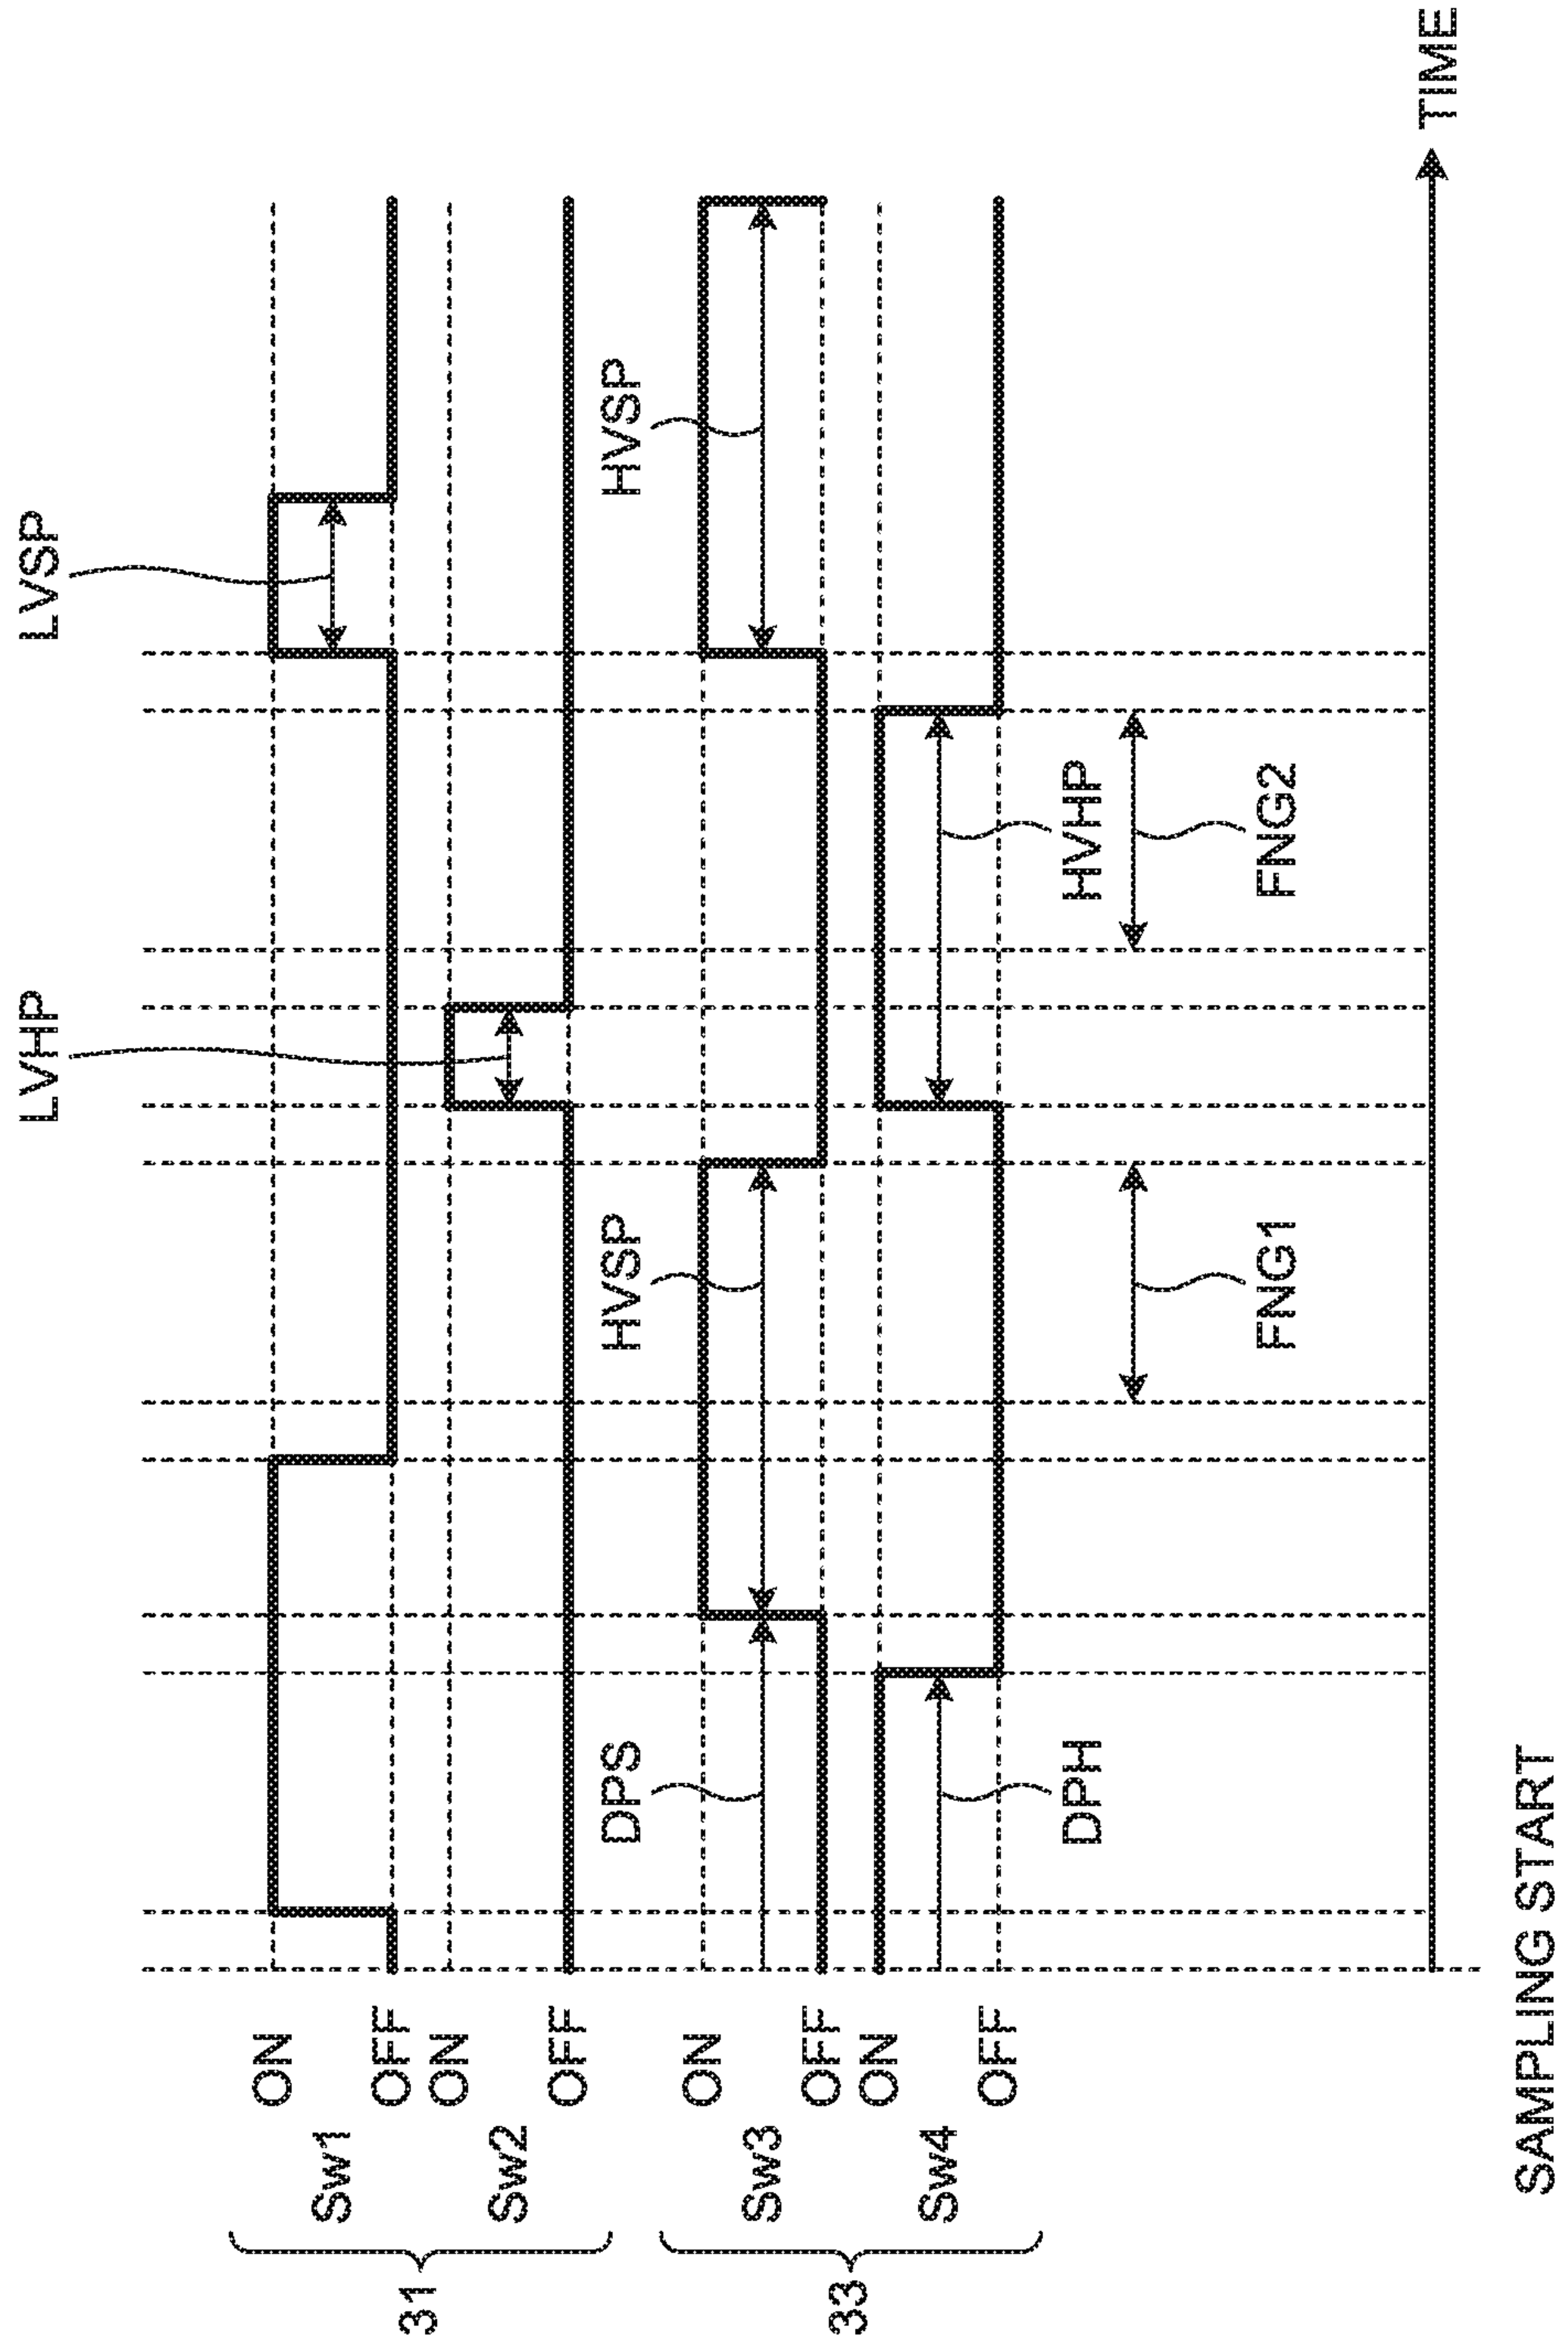 LVHP
LVSP
31
Sw1
ON
OFF
Sw2
ON
OFF
33
Sw3
ON
OFF
DPS
HVSP
HVSP
Sw4
ON
OFF
DPH
HVHP
FNG1
FNG2
TIME
SAMPLING START